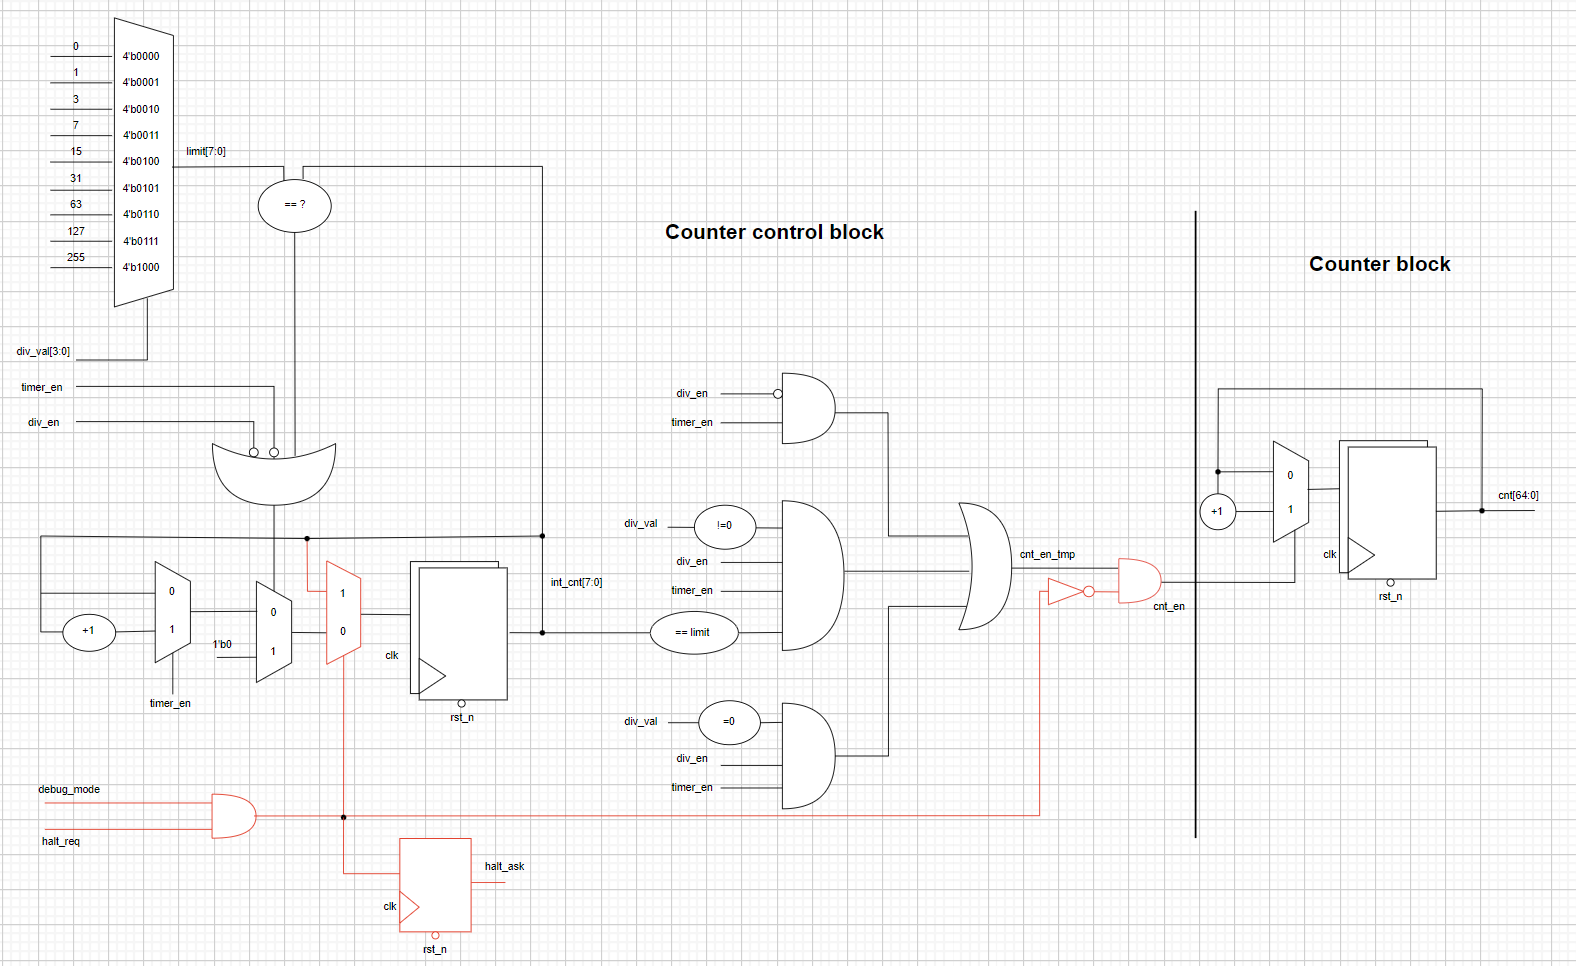 0
4'b0000
1
4'b0001
3
4'b0010
7
4'b0011
15
4'b0100
31
4'b0101
63
4'b0110
127
4'b0111
255
4'b1000
limit[7:0]
== ?
div_val[3:0]
timer_en
div_en
0
1
+1
timer_en
1'b0
0
1
1
0
clk
rst_n
int_cnt[7:0]
debug_mode
halt_req
clk
rst_n
halt_ask
Counter control block
div_en
timer_en
div_val
!=0
div_en
timer_en
== limit
div_val
=0
div_en
timer_en
cnt_en_tmp
cnt_en
Counter block
+1
0
1
clk
rst_n
cnt[64:0]